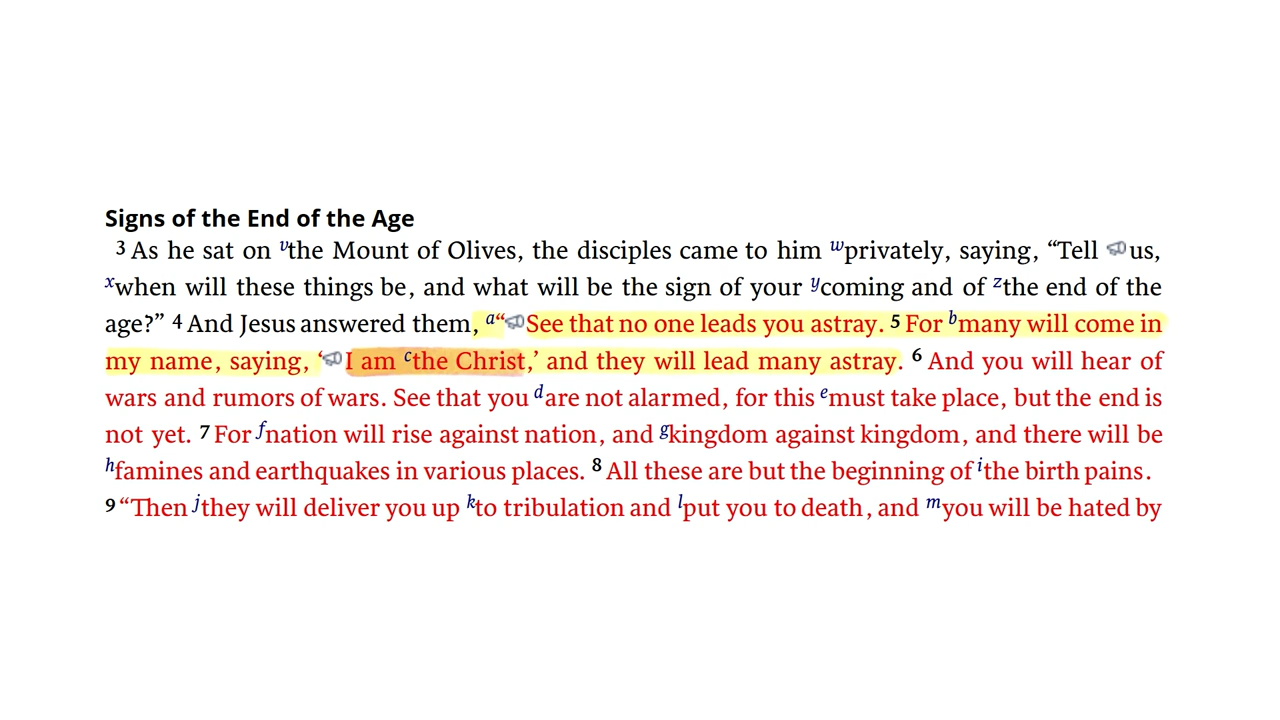 Signs of the End of the Age
3 As he sat on vthe Mount of Olives, the disciples came to him wprivately, saying, “Tell us,
xwhen will these things be, and what will be the sign of your ycoming and of zthe end of the
age?” 4 And Jesus answered them, a“See that no one leads you astray. 5 For bmany will come in
my name, saying, ‘I am cthe Christ,’ and they will lead many astray. 6 And you will hear of
wars and rumors of wars. See that you dare not alarmed, for this emust take place, but the end is
not yet. 7 For fnation will rise against nation, and gkingdom against kingdom, and there will be
hfamines and earthquakes in various places. 8 All these are but the beginning of ithe birth pains.
9 “Then jthey will deliver you up kto tribulation and lput you to death, and myou will be hated by